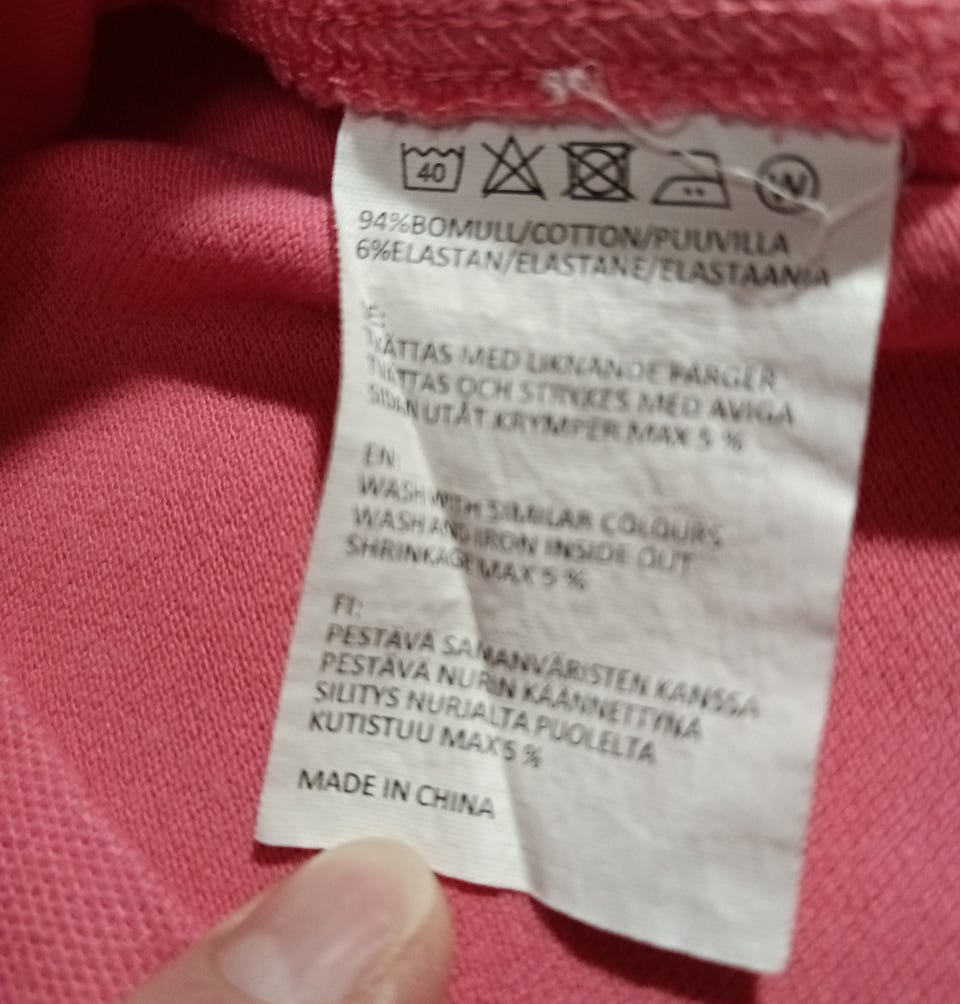 40
W
94%BOMULL/COTTON/PUUVILLA
6%ELASTAN/ELASTANE/ELASTAANIA
TVÄTTAS MED LIKNANDE FÄRGER
TVÄTTAS OCH STRYKES MED AVIGA
SIDAN UTÅT KRYMPER MAX 5 %
EN:
WASH WITH SIMILAR COLOURS
WASH AND IRON INSIDE OUT
SHRINKAGE MAX 5 %
FI:
PESTÄVÄ SAMANVÄRISTEN KANSSA
PESTÄVÄ NURIN KÄÄNNETTYNÄ
SILITYS NURJALTA PUOLELTA
KUTISTUU MAX 5 %
MADE IN CHINA